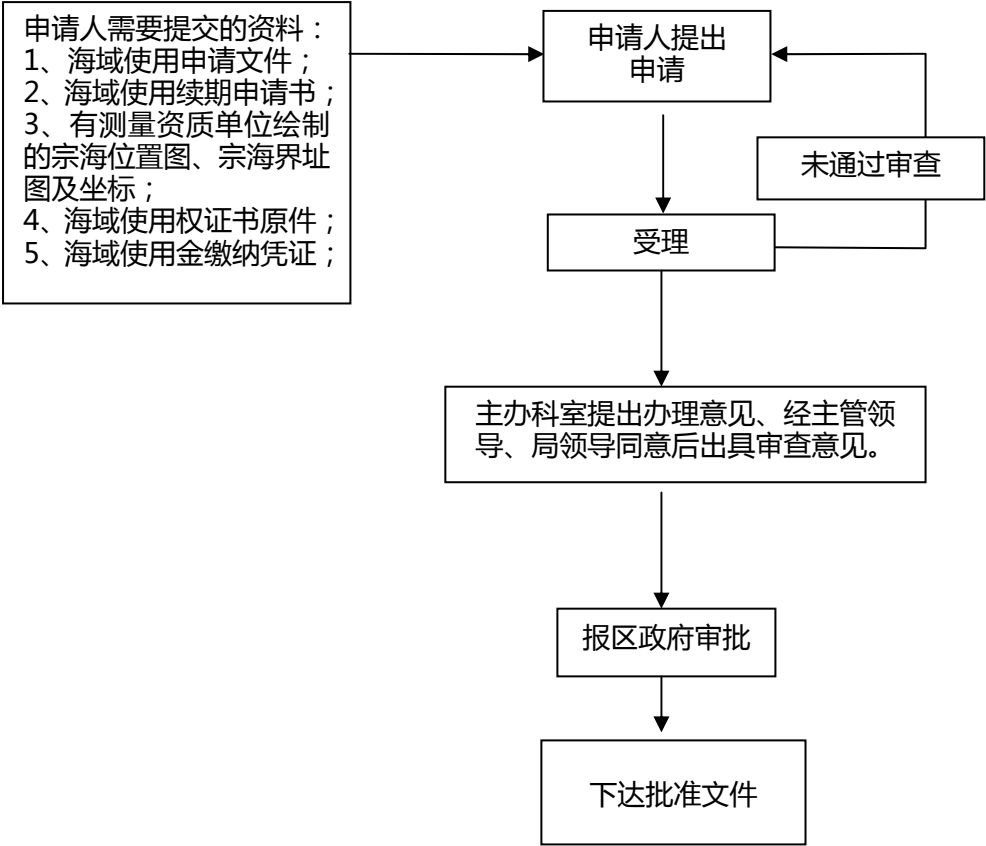 申请人需要提交的资料：
1、海域使用申请文件；
2、海域使用续期申请书；
3、有测量资质单位绘制
的宗海位置图、宗海界址
图及坐标；
4、海域使用权证书原件；
5、海域使用金缴纳凭证；
申请人提出
申请
未通过审查
受理
主办科室提出办理意见、经主管领
导、局领导同意后出具审查意见。
报区政府审批
下达批准文件